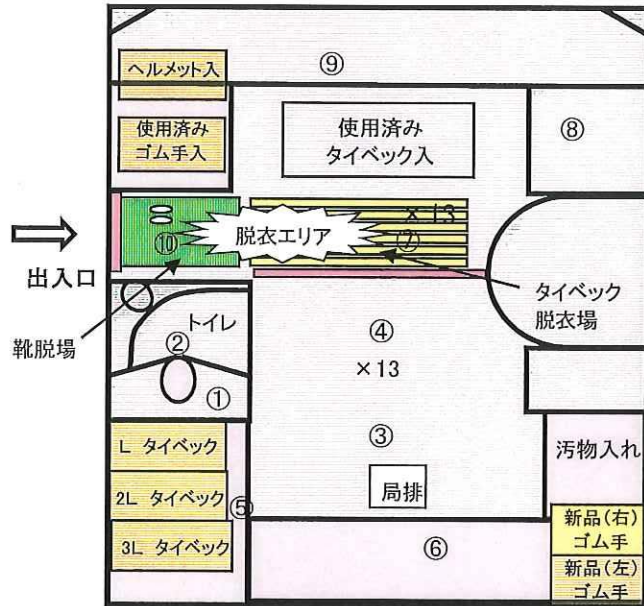 ヘルメット入
⑨
使用済み
ゴム手入
使用済み
タイベック入
⑧
×13
⑩
脱衣エリア
⑦
出入口
タイベック
脱衣場
靴脱場
トイレ
②
④
×13
①
③
L タイベック
汚物入れ
2L タイベック
⑤
局排
3L タイベック
⑥
新品(右)
ゴム手
新品(左)
ゴム手